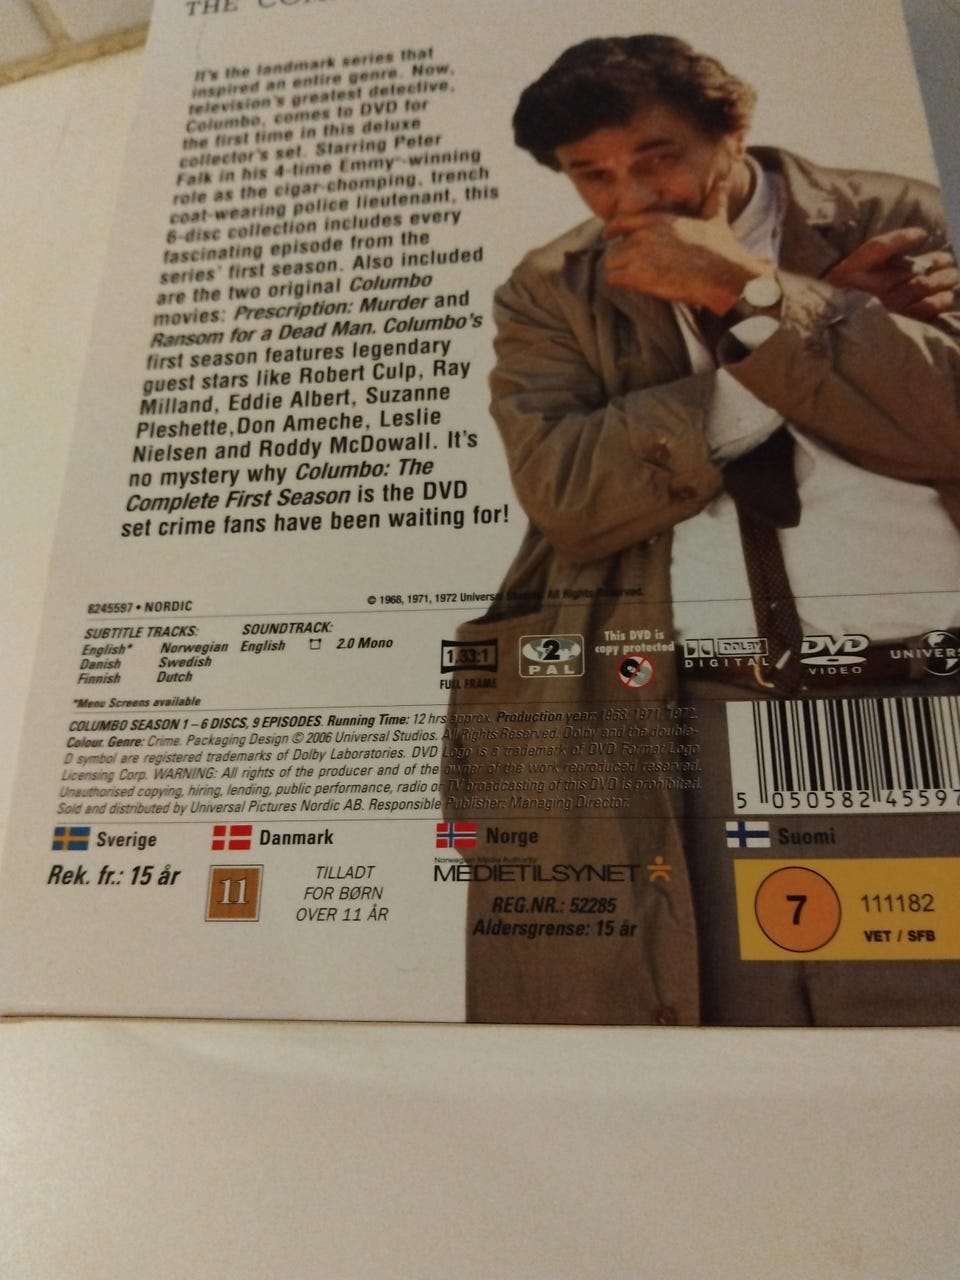 THE
It's the landmark series that
inspired an entire genre. Now,
television's greatest detective,
Columbo, comes to DVD for
the first time in this deluxe
collector's set. Starring Peter
Falk in his 4-time Emmy®-winning
role as the cigar-chomping, trench
coat-wearing police lieutenant, this
6-disc collection includes every
fascinating episode from the
series' first season. Also included
are the two original Columbo
movies: Prescription: Murder and
Ransom for a Dead Man. Columbo's
first season features legendary
guest stars like Robert Culp, Ray
Milland, Eddie Albert, Suzanne
Pleshette, Don Ameche, Leslie
Nielsen and Roddy McDowall. It's
no mystery why Columbo: The
Complete First Season is the DVD
set crime fans have been waiting for!
8245597 • NORDIC
© 1968, 1971, 1972 Universal Studios. All Rights Reserved.
SUBTITLE TRACKS:
English* Norwegian
Danish Swedish
Finnish Dutch
*Menu Screens available
SOUNDTRACK:
English 2.0 Mono
1.33:1
FULL FRAME
2
PAL
This DVD is
copy protected
DOLBY
DIGITAL
DVD
VIDEO
UNIVERS
COLUMBO SEASON 1 – 6 DISCS, 9 EPISODES. Running Time: 12 hrs approx. Production year: 1968, 1971, 1972.
Colour. Genre: Crime. Packaging Design © 2006 Universal Studios. All Rights Reserved. Dolby and the double-
D symbol are registered trademarks of Dolby Laboratories. DVD Logo is a trademark of DVD Format/Logo
Licensing Corp. WARNING: All rights of the producer and of the owner of the work reproduced reserved.
Unauthorised copying, hiring, lending, public performance, radio or TV broadcasting of this DVD is prohibited.
Sold and distributed by Universal Pictures Nordic AB. Responsible Publisher: Managing Director.
5 050582 45597
Sverige
Rek. fr.: 15 år
Danmark
11
TILLADT
FOR BØRN
OVER 11 ÅR
Norge
Norwegian Media Authority
MEDIETILSYNET
REG.NR.: 52285
Aldersgrense: 15 år
Suomi
7
111182
VET / SFB